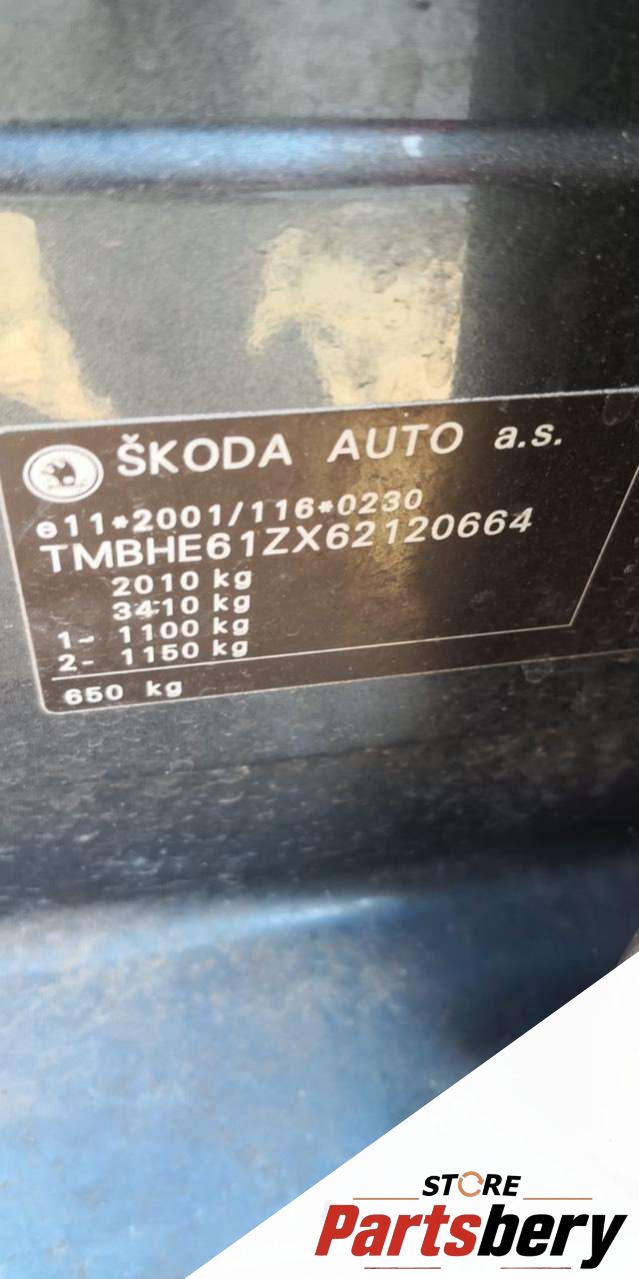 ŠKODA AUTO a.s.
e11*2001/116*0230
TMBHE61ZX62120664
2010 kg
3410 kg
1- 1100 kg
2- 1150 kg
650 kg
STORE
Partsbery